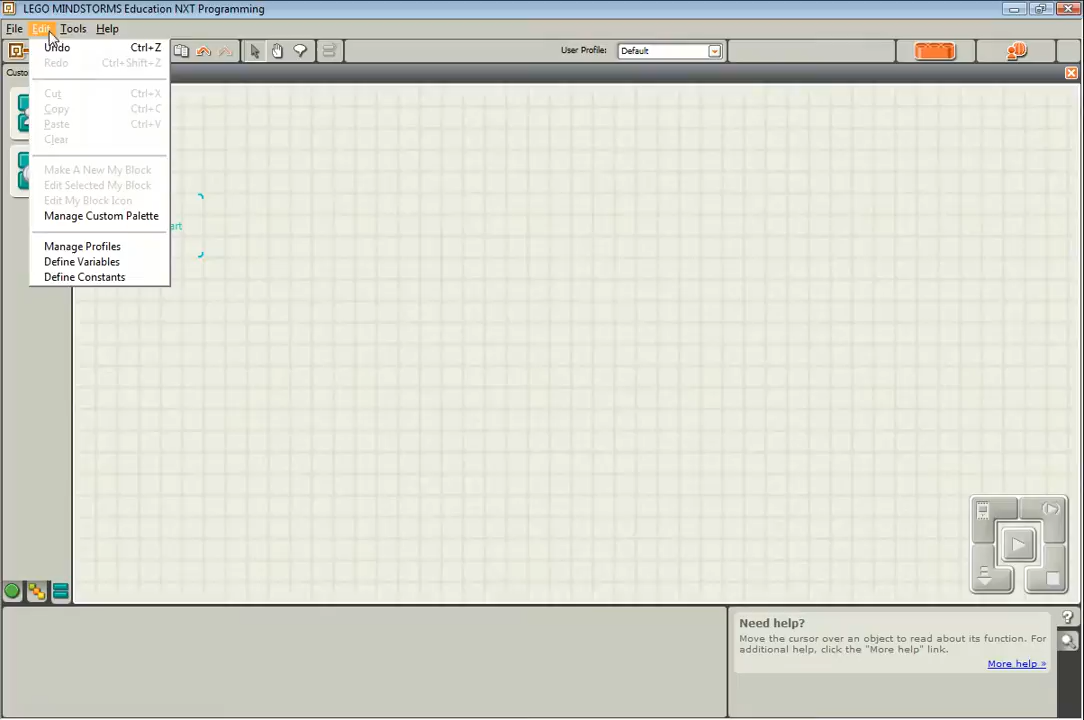 LEGO MINDSTORMS Education NXT Programming
File Edit Tools Help
User Profile: Default
Undo Ctrl+Z
Redo Ctrl+Shift+Z
Cut Ctrl+X
Copy Ctrl+C
Paste Ctrl+V
Clear
Make A New My Block
Edit Selected My Block
Edit My Block Icon
Manage Custom Palette
Manage Profiles
Define Variables
Define Constants
Custo
art
Need help?
Move the cursor over an object to read about its function. For
additional help, click the "More help" link.
More help »